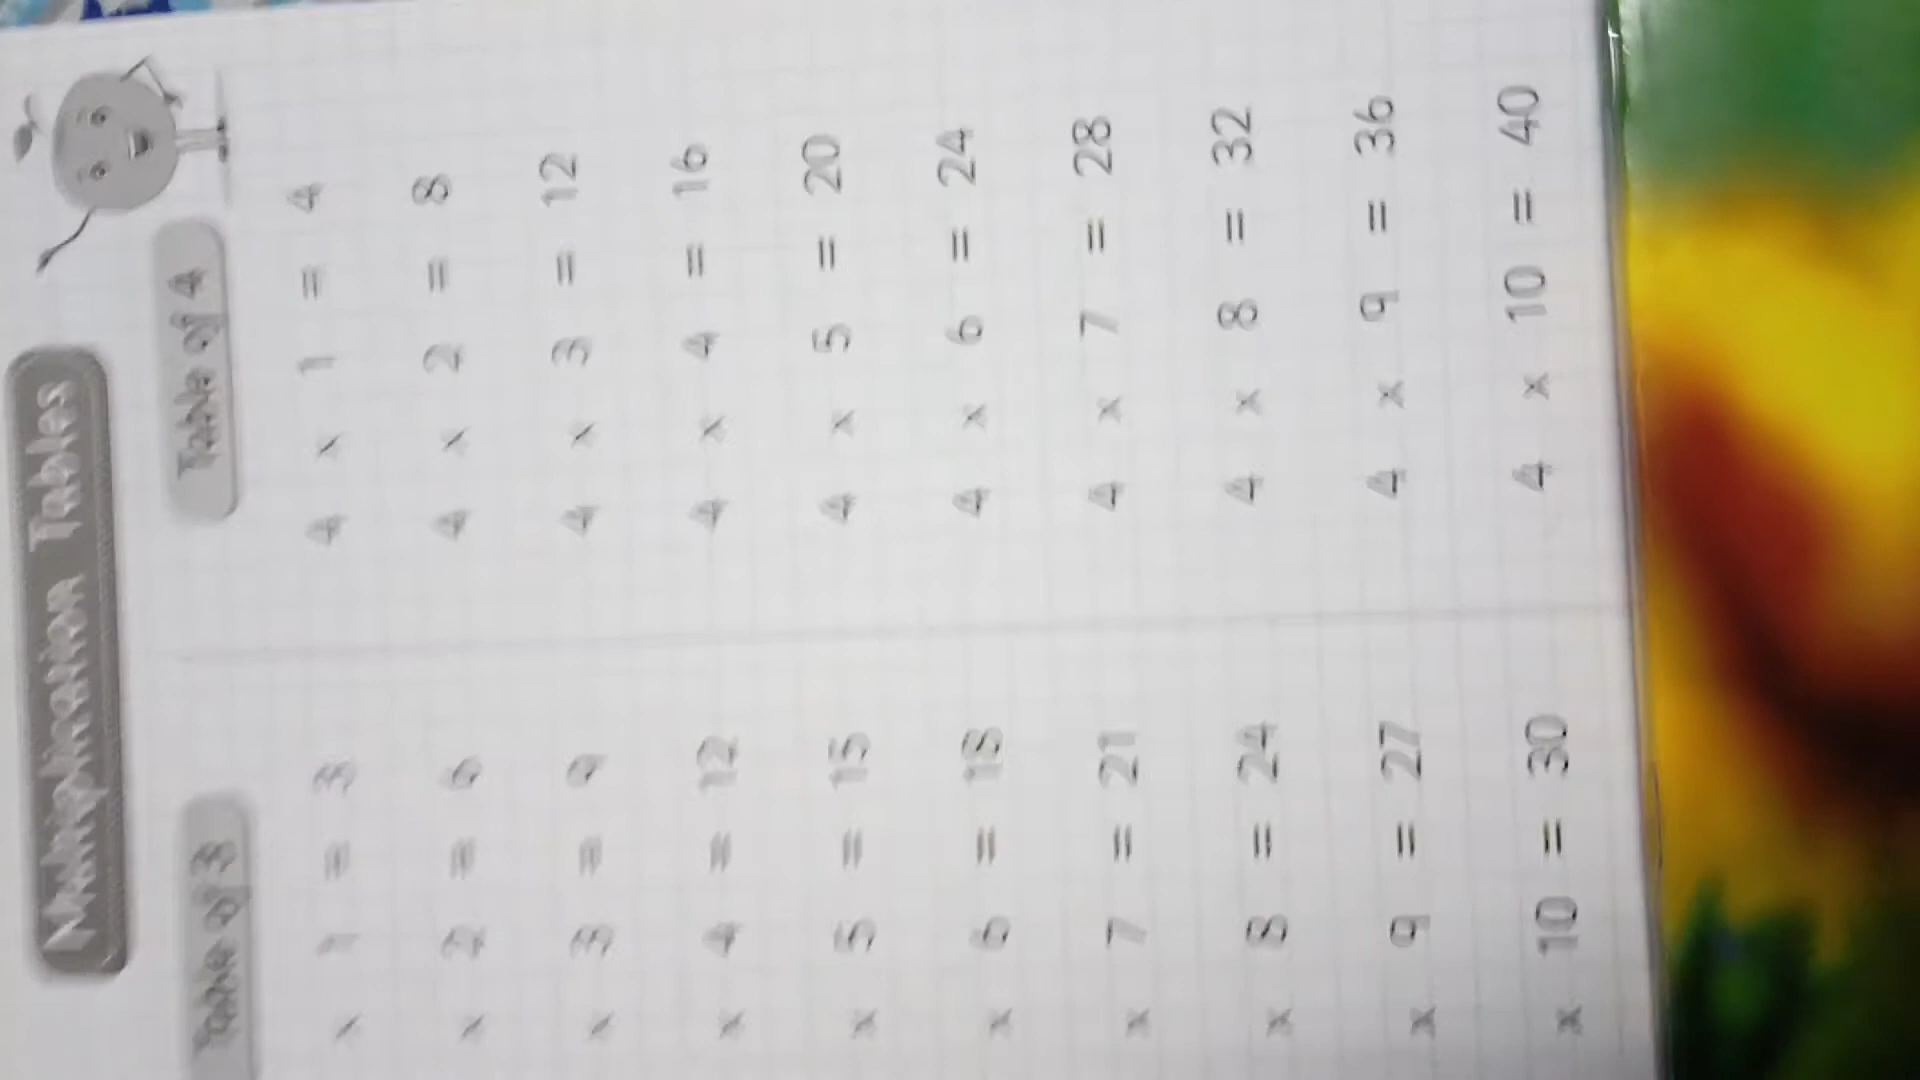 Multiplication Tables
Table of 3
x 1 = 3
x 2 = 6
x 3 = 9
x 4 = 12
x 5 = 15
x 6 = 18
x 7 = 21
x 8 = 24
x 9 = 27
x 10 = 30
Table of 4
4 x 1 = 4
4 x 2 = 8
4 x 3 = 12
4 x 4 = 16
4 x 5 = 20
4 x 6 = 24
4 x 7 = 28
4 x 8 = 32
4 x 9 = 36
4 x 10 = 40